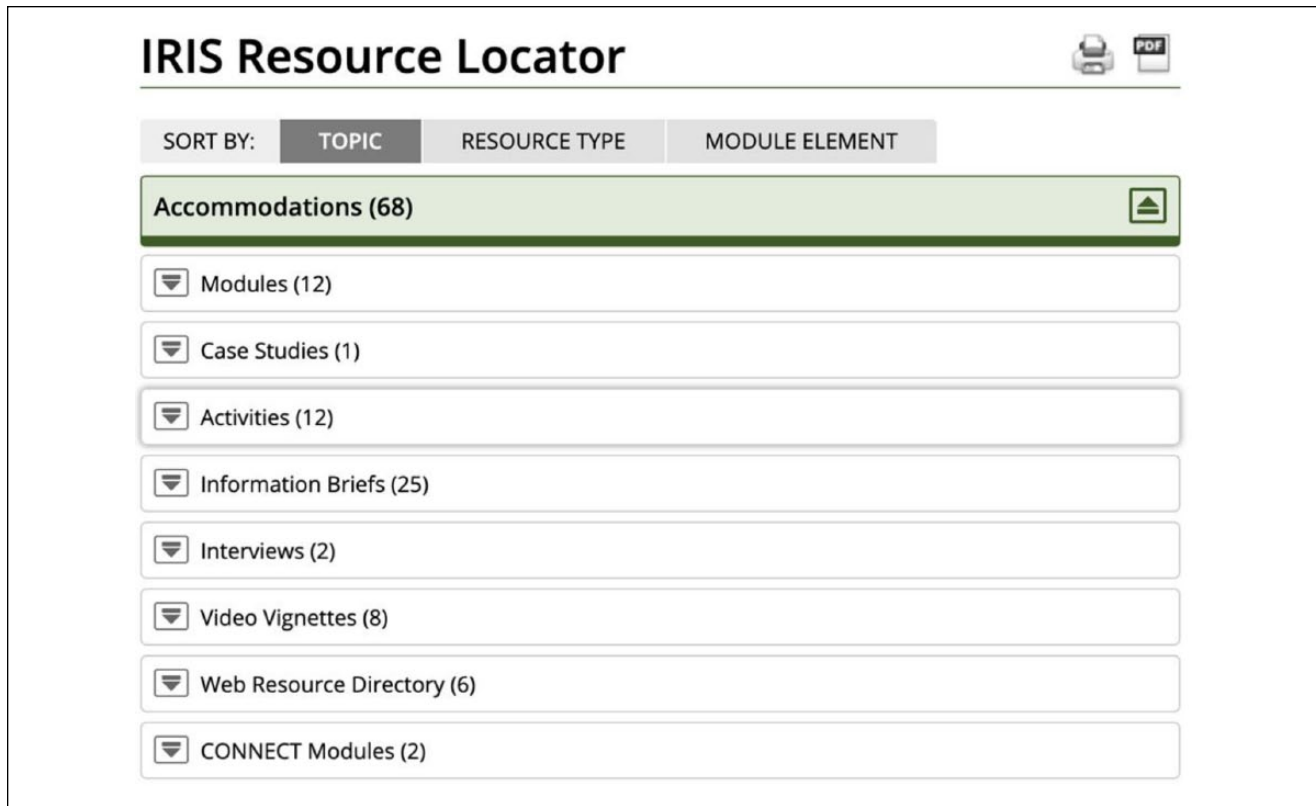 IRIS Resource Locator
PDF
SORT BY: TOPIC RESOURCE TYPE MODULE ELEMENT
Accommodations (68)
Modules (12)
Case Studies (1)
Activities (12)
Information Briefs (25)
Interviews (2)
Video Vignettes (8)
Web Resource Directory (6)
CONNECT Modules (2)